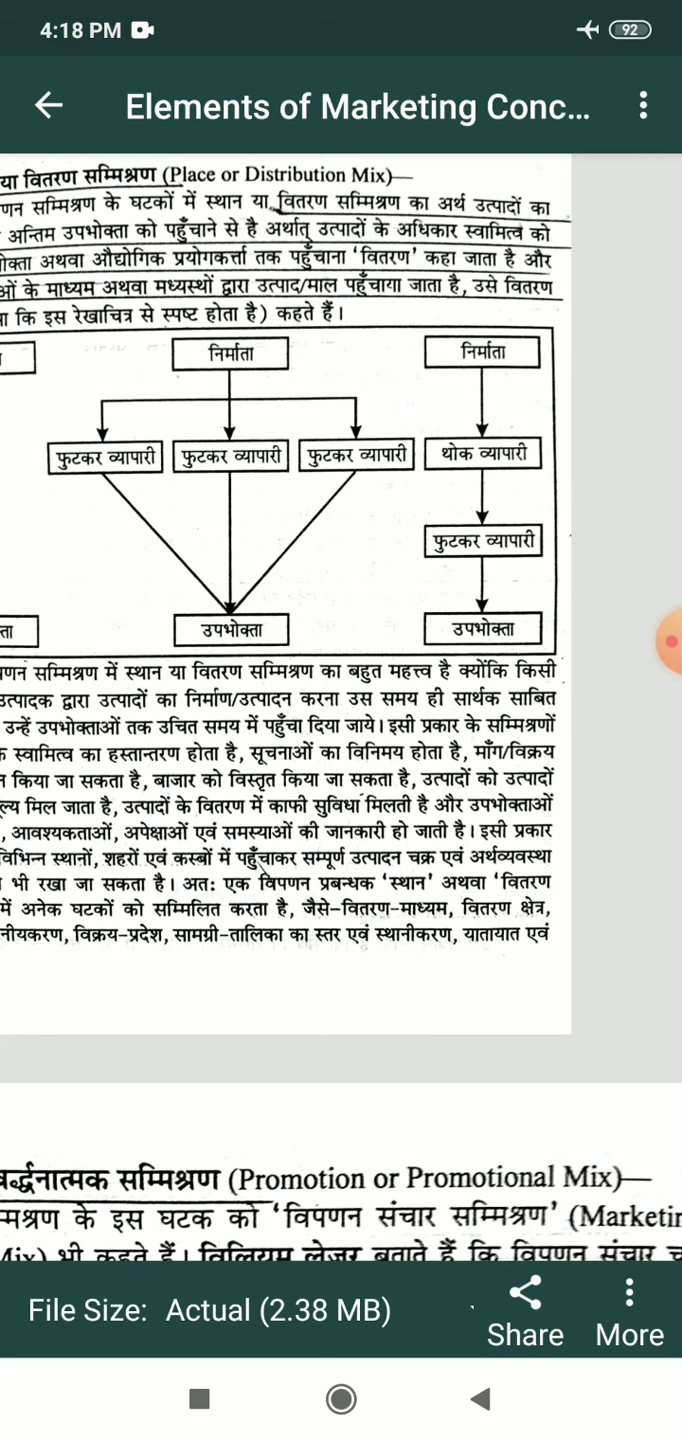 4:18 PM
92
Elements of Marketing Conc...
या वितरण सम्मिश्रण (Place or Distribution Mix)—
णन सम्मिश्रण के घटकों में स्थान या वितरण सम्मिश्रण का अर्थ उत्पादों का
अन्तिम उपभोक्ता को पहुँचाने से है अर्थात् उत्पादों के अधिकार स्वामित्व को
अथवा औद्योगिक प्रयोगकर्त्ता तक पहुँचाना 'वितरण' कहा जाता है और
ओं के माध्यम अथवा मध्यस्थों द्वारा उत्पाद/माल पहुँचाया जाता है, उसे वितरण
कि इस रेखाचित्र से स्पष्ट होता है) कहते हैं।
निर्माता
निर्माता
फुटकर व्यापारी
फुटकर व्यापारी
फुटकर व्यापारी
थोक व्यापारी
फुटकर व्यापारी
ता
उपभोक्ता
उपभोक्ता
पणन सम्मिश्रण में स्थान या वितरण सम्मिश्रण का बहुत महत्त्व है क्योंकि किसी
उत्पादक द्वारा उत्पादों का निर्माण/उत्पादन करना उस समय ही सार्थक साबित
उन्हें उपभोक्ताओं तक उचित समय में पहुँचा दिया जाये। इसी प्रकार के सम्मिश्रणों
स्वामित्व का हस्तान्तरण होता है, सूचनाओं का विनिमय होता है, माँग/विक्रय
किया जा सकता है, बाजार को विस्तृत किया जा सकता है, उत्पादों को उत्पादों
ल्य मिल जाता है, उत्पादों के वितरण में काफी सुविधा मिलती है और उपभोक्ताओं
, आवश्यकताओं, अपेक्षाओं एवं समस्याओं की जानकारी हो जाती है। इसी प्रकार
विभिन्न स्थानों, शहरों एवं कस्बों में पहुँचाकर सम्पूर्ण उत्पादन चक्र एवं अर्थव्यवस्था
भी रखा जा सकता है। अतः एक विपणन प्रबन्धक 'स्थान' अथवा 'वितरण
में अनेक घटकों को सम्मिलित करता है, जैसे-वितरण-माध्यम, वितरण क्षेत्र,
नीयकरण, विक्रय-प्रदेश, सामग्री-तालिका का स्तर एवं स्थानीकरण, यातायात एवं
वर्द्धनात्मक सम्मिश्रण (Promotion or Promotional Mix)—
म्मश्रण के इस घटक को 'विपणन संचार सम्मिश्रण' (Marketin
Mix) भी कहते हैं। विलियम लेजर बताते हैं कि विपणन संचार
File Size: Actual (2.38 MB)
Share
More